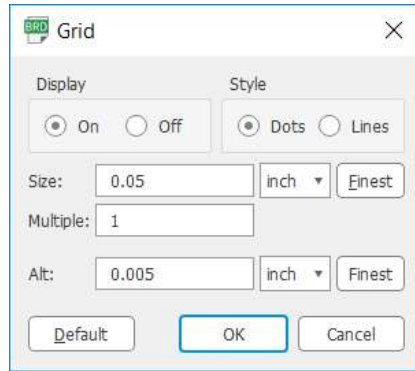 BRD Grid
Display Style
On Off Dots Lines
Size: 0.05 inch Finest
Multiple: 1
Alt: 0.005 inch Finest
Default OK Cancel